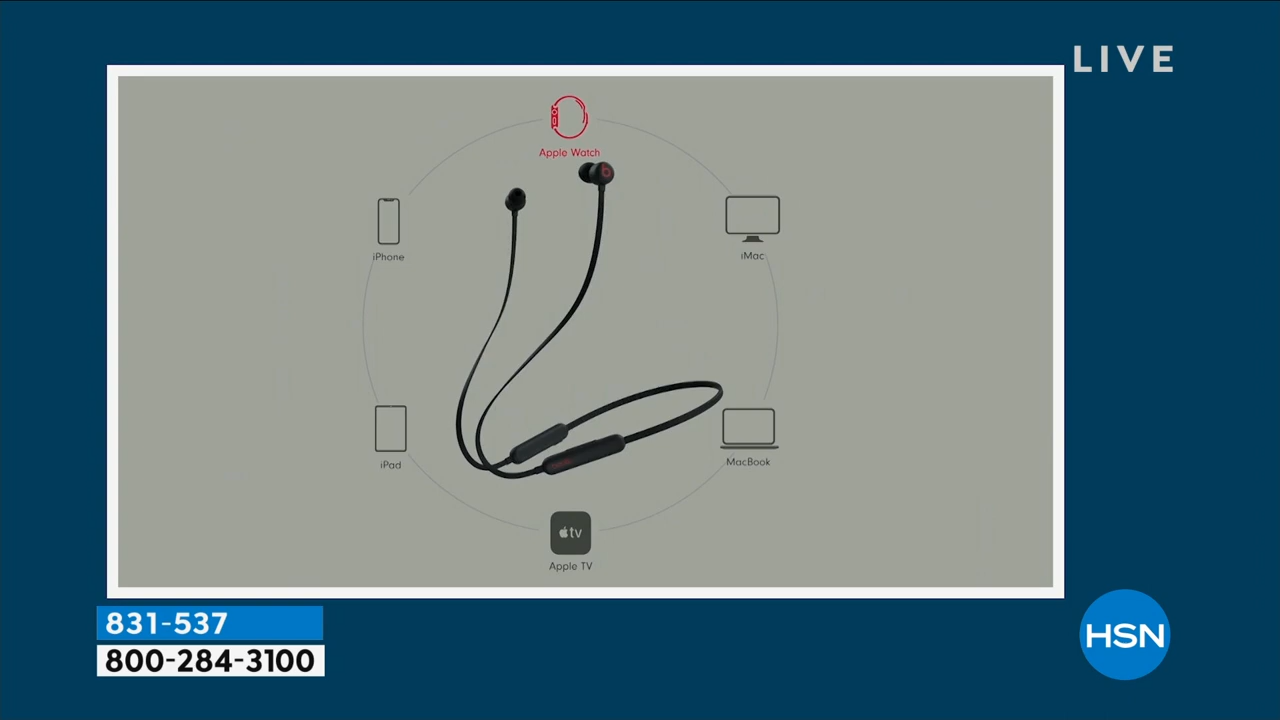 LIVE
Apple Watch
iPhone
iMac
iPad
MacBook
tv
Apple TV
831-537
800-284-3100
HSN